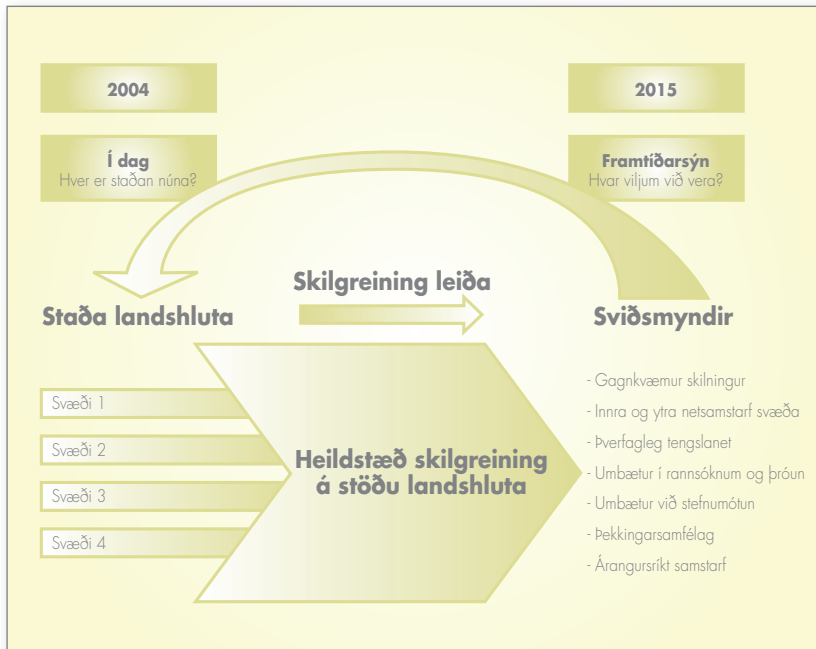 2004
2015
Í dag
Hver er staðan núna?
Framtíðarsýn
Hvar viljum við vera?
Skilgreining leiða
Staða landshluta
Sviðsmyndir
Svæði 1
Svæði 2
Svæði 3
Svæði 4
Heildstæð skilgreining
á stöðu landshluta
- Gagnkvæmur skilningur
- Innra og ytra netsamstarf svæða
- Þverfagleg tengslanet
- Umbætur í rannsóknum og þróun
- Umbætur við stefnumótun
- Þekkingarsamfélag
- Árangursríkt samstarf